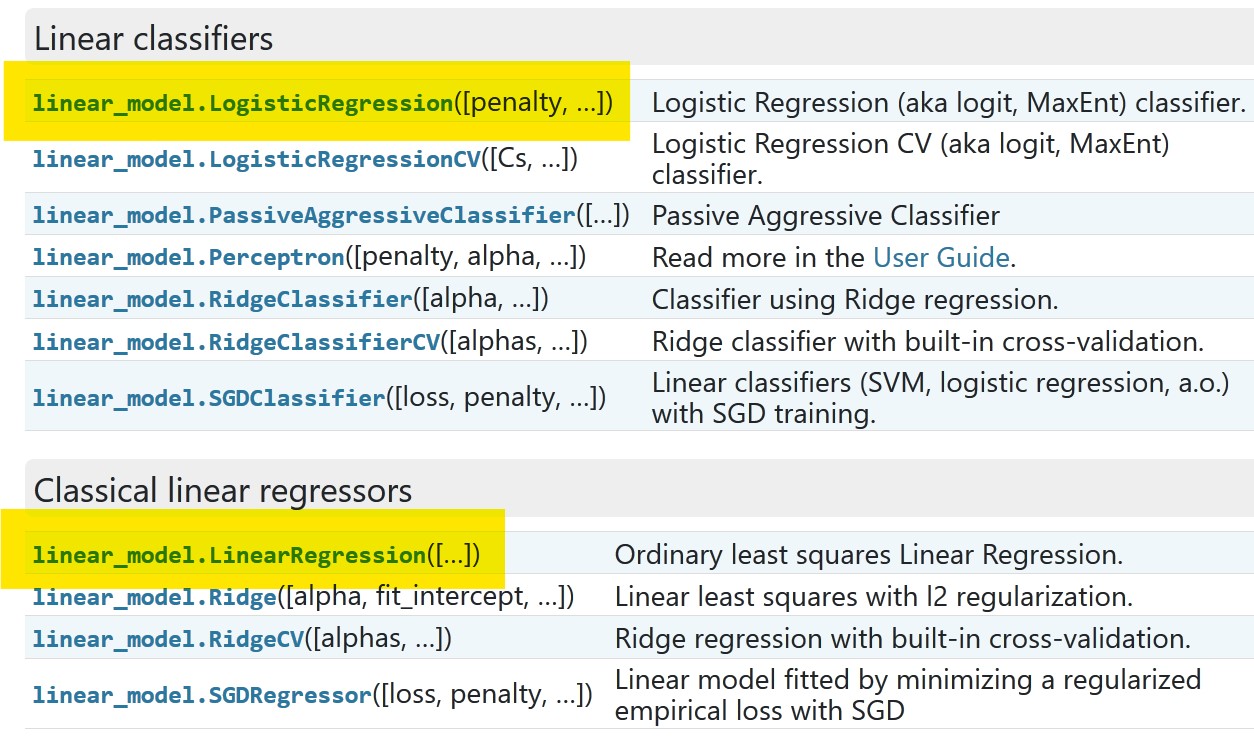 Linear classifiers
linear_model.LogisticRegression([penalty, ...]) Logistic Regression (aka logit, MaxEnt) classifier.
linear_model.LogisticRegressionCV([Cs, ...]) Logistic Regression CV (aka logit, MaxEnt)
classifier.
linear_model.PassiveAggressiveClassifier([...]) Passive Aggressive Classifier
linear_model.Perceptron([penalty, alpha, ...]) Read more in the User Guide.
linear_model.RidgeClassifier([alpha, ...]) Classifier using Ridge regression.
linear_model.RidgeClassifierCV([alphas, ...]) Ridge classifier with built-in cross-validation.
linear_model.SGDClassifier([loss, penalty, ...]) Linear classifiers (SVM, logistic regression, a.o.)
with SGD training.
Classical linear regressors
linear_model.LinearRegression([...]) Ordinary least squares Linear Regression.
linear_model.Ridge([alpha, fit_intercept, ...]) Linear least squares with l2 regularization.
linear_model.RidgeCV([alphas, ...]) Ridge regression with built-in cross-validation.
linear_model.SGDRegressor([loss, penalty, ...]) Linear model fitted by minimizing a regularized
empirical loss with SGD